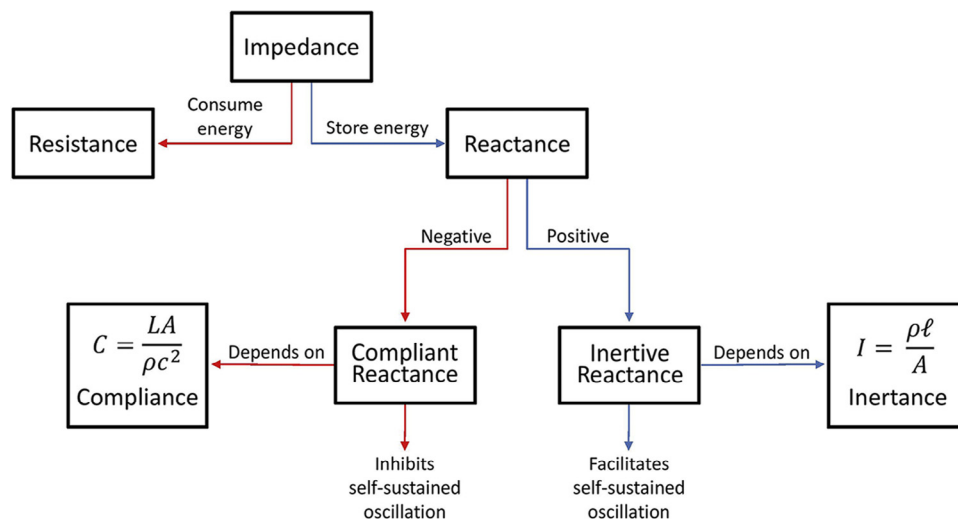 Impedance
Consume
energy
Store energy
Resistance
Reactance
Negative
Positive
C = LA / ρc²
Compliance
Depends on
Compliant
Reactance
Inertive
Reactance
Depends on
I = ρℓ / A
Inertance
Inhibits
self-sustained
oscillation
Facilitates
self-sustained
oscillation